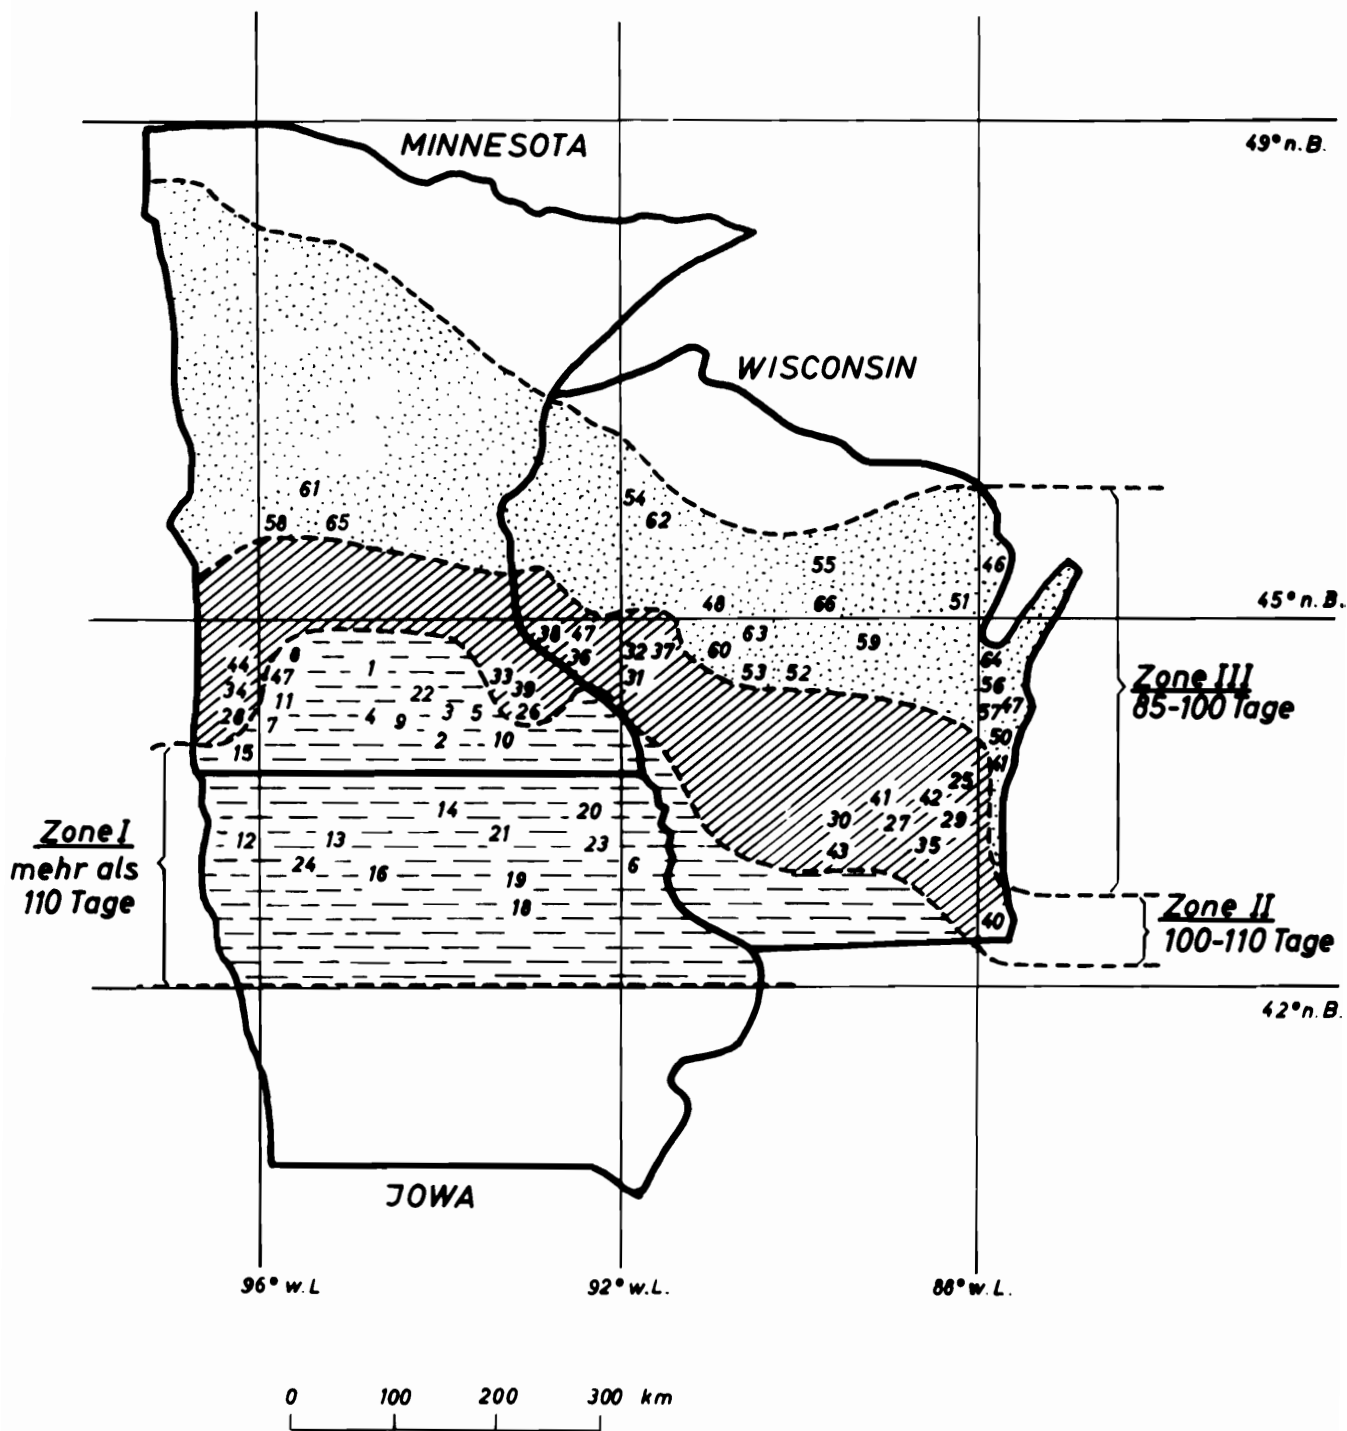 MINNESOTA
49° n.B.
WISCONSIN
61
58 65
54
62
55
46
48 66 51
45° n.B.
38 47 63 59
8 36 32 37 60 64
44 1 33 31 53 52 Zone III
34 47 22 39 56 85-100 Tage
28 11 4 9 3 5 26 57 47
7 2 10 50
15 41
25
14 20 41 42
Zone I 12 13 21 23 30 27 29
mehr als 24 16 19 6 43 35
110 Tage 18 40 Zone II
100-110 Tage
42° n.B.
JOWA
96° w.L 92° w.L. 88° w.L.
0 100 200 300 km